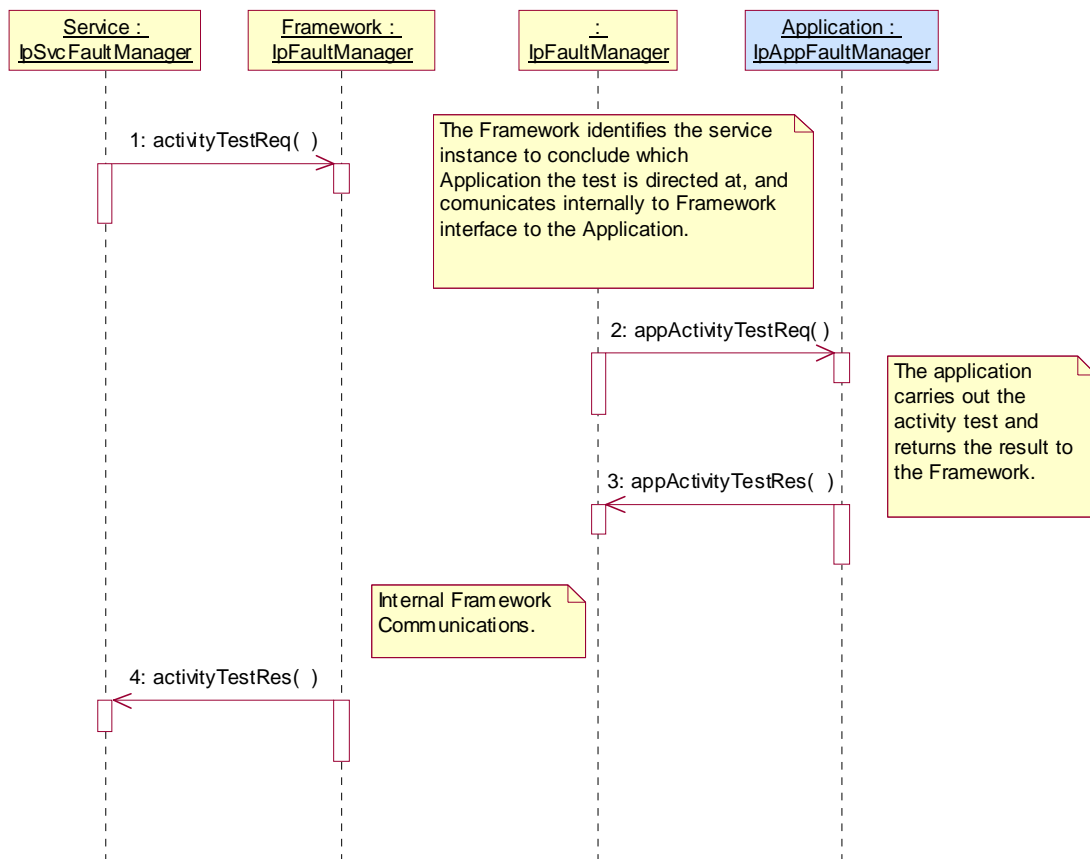 Service :
IpSvcFaultManager
Framework :
IpFaultManager
:
IpFaultManager
Application :
IpAppFaultManager
1: activityTestReq( )
The Framework identifies the service
instance to conclude which
Application the test is directed at, and
comunicates internally to Framework
interface to the Application.
2: appActivityTestReq( )
The application
carries out the
activity test and
returns the result to
the Framework.
3: appActivityTestRes( )
Internal Framework
Communications.
4: activityTestRes( )